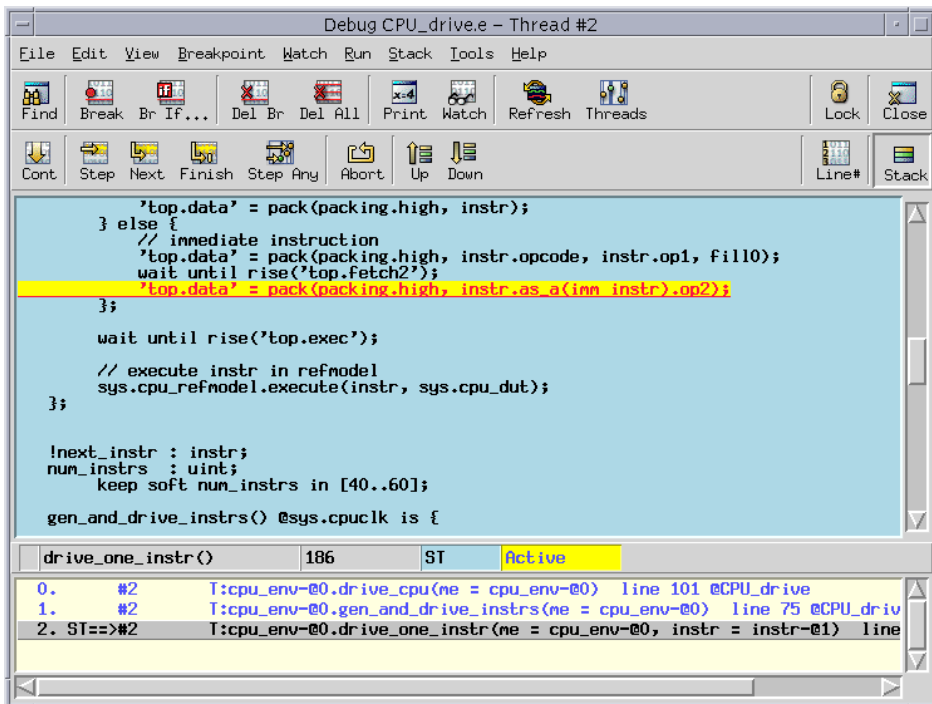 Debug CPU_drive.e – Thread #2
File Edit View Breakpoint Watch Run Stack Tools Help
Find Break Br If... Del Br Del All Print Watch Refresh Threads Lock Close
Cont Step Next Finish Step Any Abort Up Down Line# Stack
'top.data' = pack(packing.high, instr);
} else {
// immediate instruction
'top.data' = pack(packing.high, instr.opcode, instr.op1, fill0);
wait until rise('top.fetch2');
'top.data' = pack(packing.high, instr.as_a(imm instr).op2);
};
wait until rise('top.exec');
// execute instr in refmodel
sys.cpu_refmodel.execute(instr, sys.cpu_dut);
};
!next_instr : instr;
num_instrs : uint;
keep soft num_instrs in [40..60];
gen_and_drive_instrs() @sys.cpuclk is {
drive_one_instr() 186 ST Active
0. #2 T:cpu_env-@0.drive_cpu(me = cpu_env-@0) line 101 @CPU_drive
1. #2 T:cpu_env-@0.gen_and_drive_instrs(me = cpu_env-@0) line 75 @CPU_driv
2. ST==>#2 T:cpu_env-@0.drive_one_instr(me = cpu_env-@0, instr = instr-@1) line